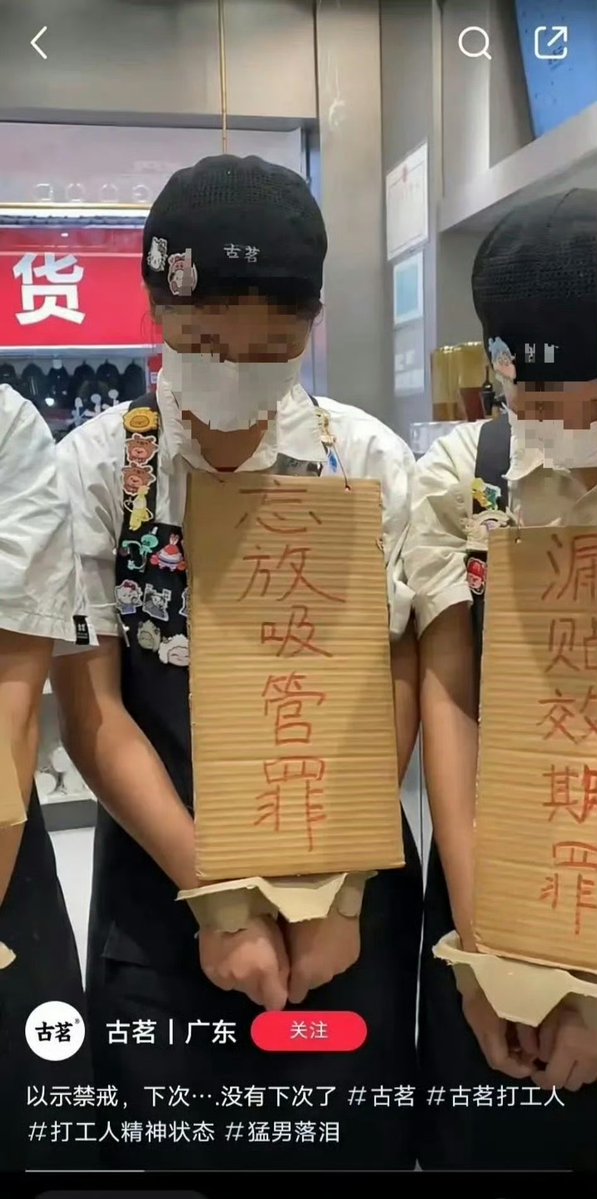 货
古茗
忘放吸管罪
漏贴效期罪
古茗
古茗 | 广东
关注
以示禁戒，下次….没有下次了 #古茗 #古茗打工人
#打工人精神状态 #猛男落泪